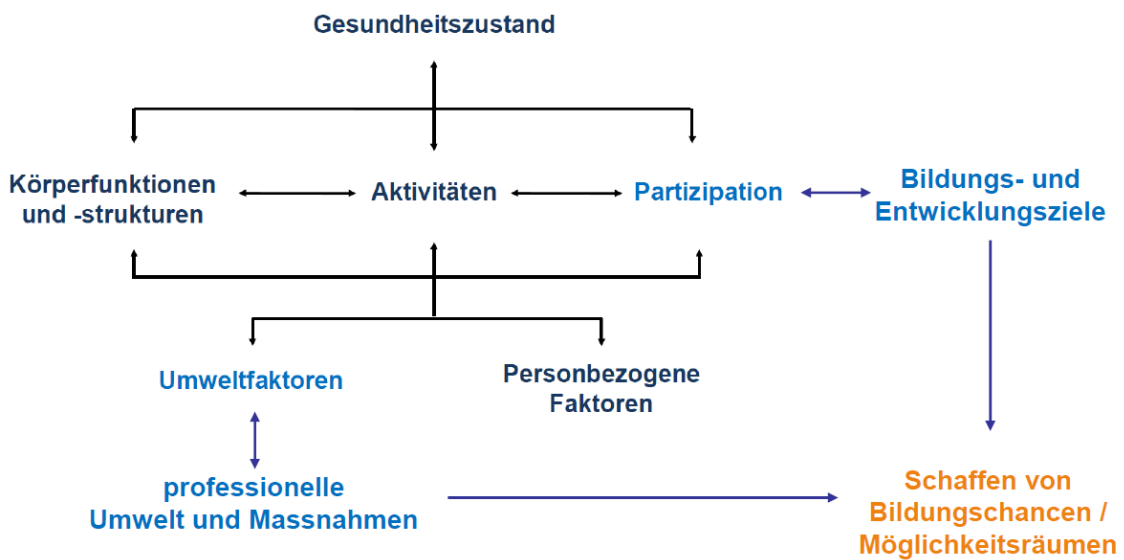 Gesundheitszustand
Körperfunktionen
und -strukturen
Aktivitäten
Partizipation
Bildungs- und
Entwicklungsziele
Umweltfaktoren
Personbezogene
Faktoren
professionelle
Umwelt und Massnahmen
Schaffen von
Bildungschancen /
Möglichkeitsräumen